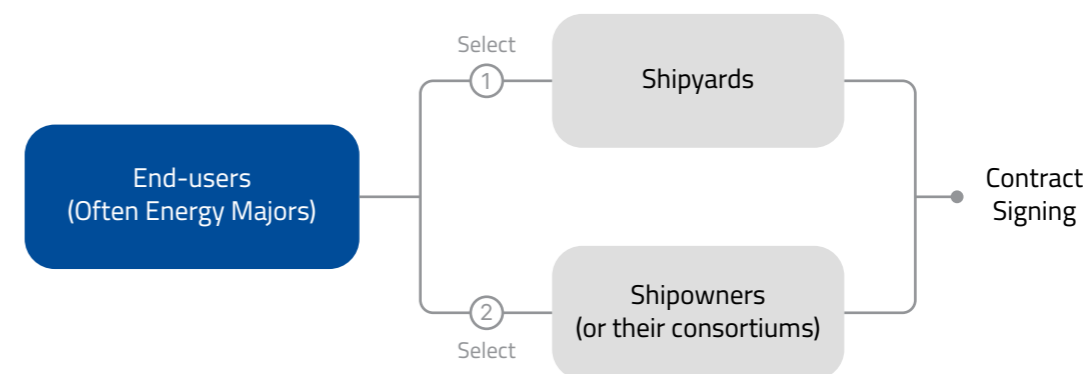 Select
1
Shipyards
End-users
(Often Energy Majors)
Contract
Signing
Shipowners
(or their consortiums)
2
Select